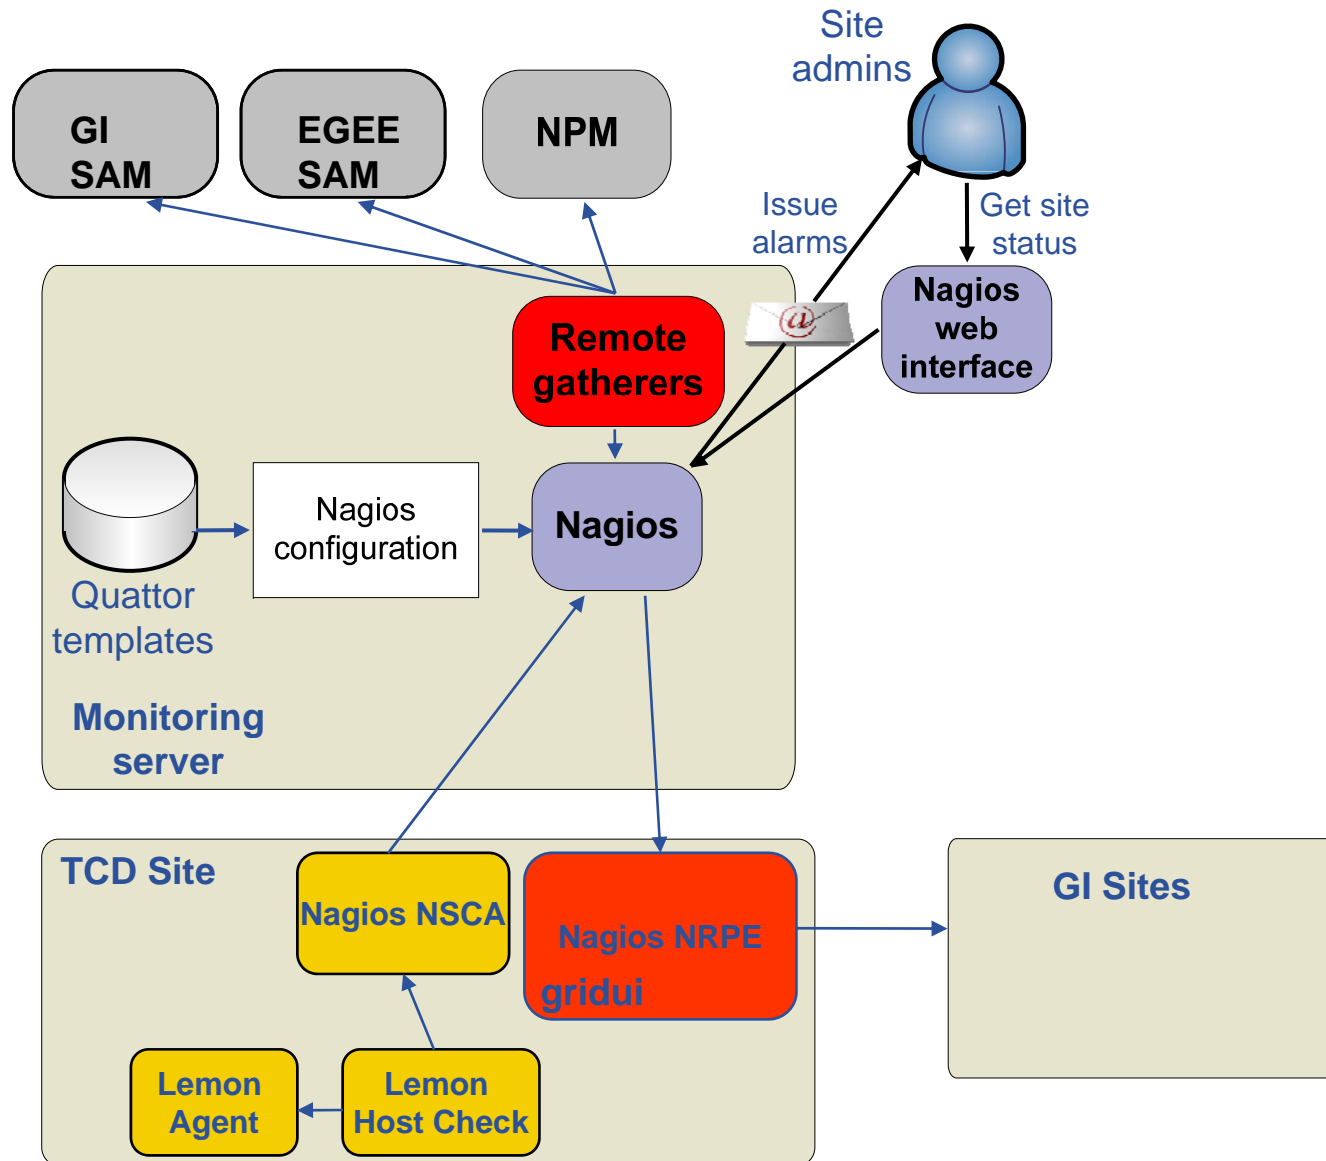 Site
admins
GI
SAM
EGEE
SAM
NPM
Issue
alarms
Get site
status
@
Nagios
web
interface
Remote
gatherers
Nagios
configuration
Nagios
Quattor
templates
Monitoring
server
TCD Site
Nagios NSCA
Nagios NRPE
gridui
GI Sites
Lemon
Agent
Lemon
Host Check